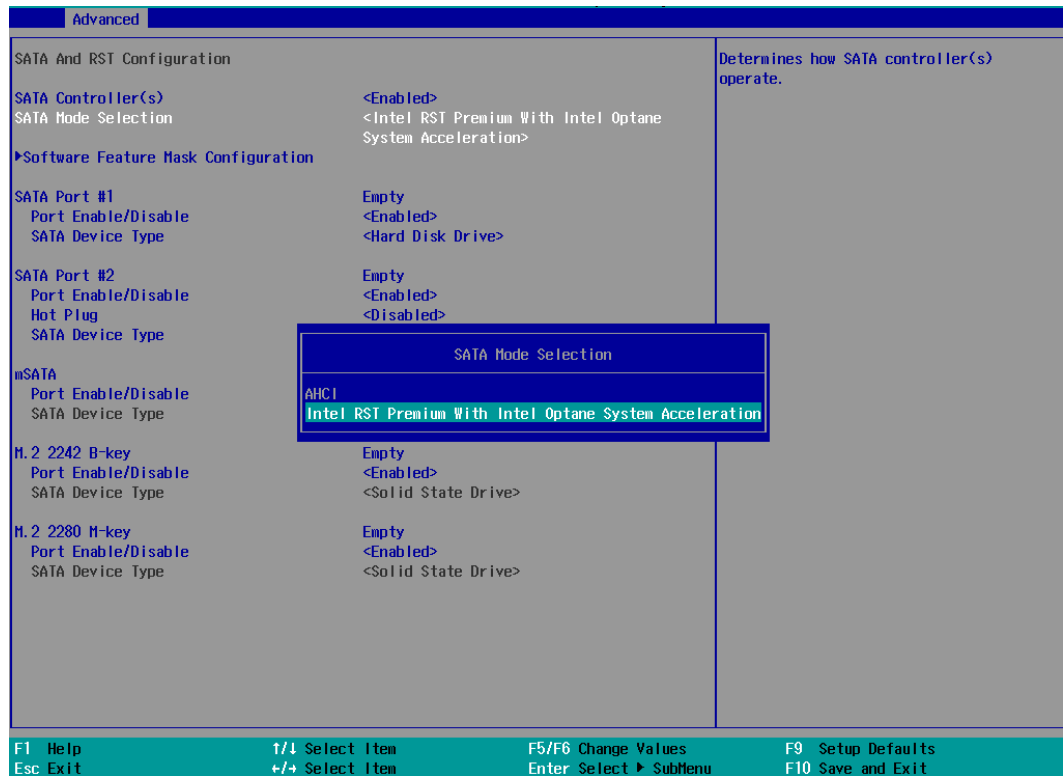 Advanced
SATA And RST Configuration
Determines how SATA controller(s)
operate.
SATA Controller(s) <Enabled>
SATA Mode Selection <Intel RST Premium With Intel Optane
System Acceleration>
▶Software Feature Mask Configuration
SATA Port #1 Empty
Port Enable/Disable <Enabled>
SATA Device Type <Hard Disk Drive>
SATA Port #2 Empty
Port Enable/Disable <Enabled>
Hot Plug <Disabled>
SATA Device Type
mSATA
Port Enable/Disable
SATA Device Type
SATA Mode Selection
AHCI
Intel RST Premium With Intel Optane System Acceleration
M.2 2242 B-key Empty
Port Enable/Disable <Enabled>
SATA Device Type <Solid State Drive>
M.2 2280 M-key Empty
Port Enable/Disable <Enabled>
SATA Device Type <Solid State Drive>
F1 Help ↑/↓ Select Item F5/F6 Change Values F9 Setup Defaults
Esc Exit ←/→ Select Item Enter Select ▶ SubMenu F10 Save and Exit